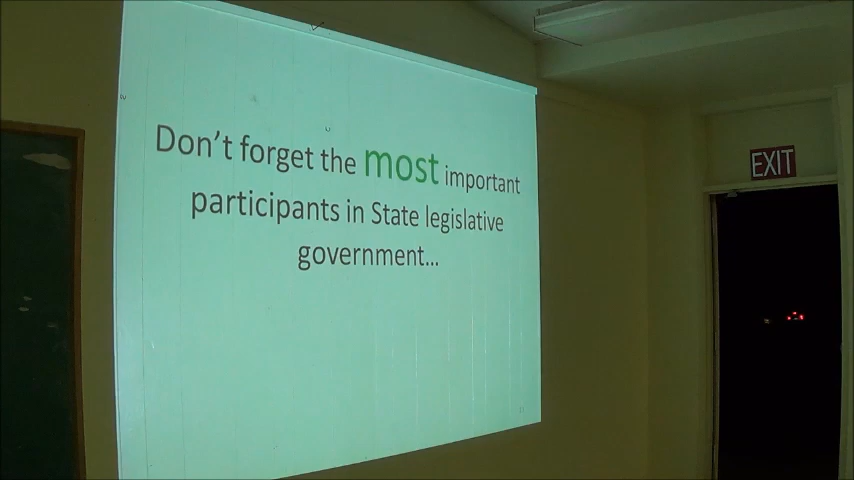 Don't forget the most important
participants in State legislative
government...
EXIT